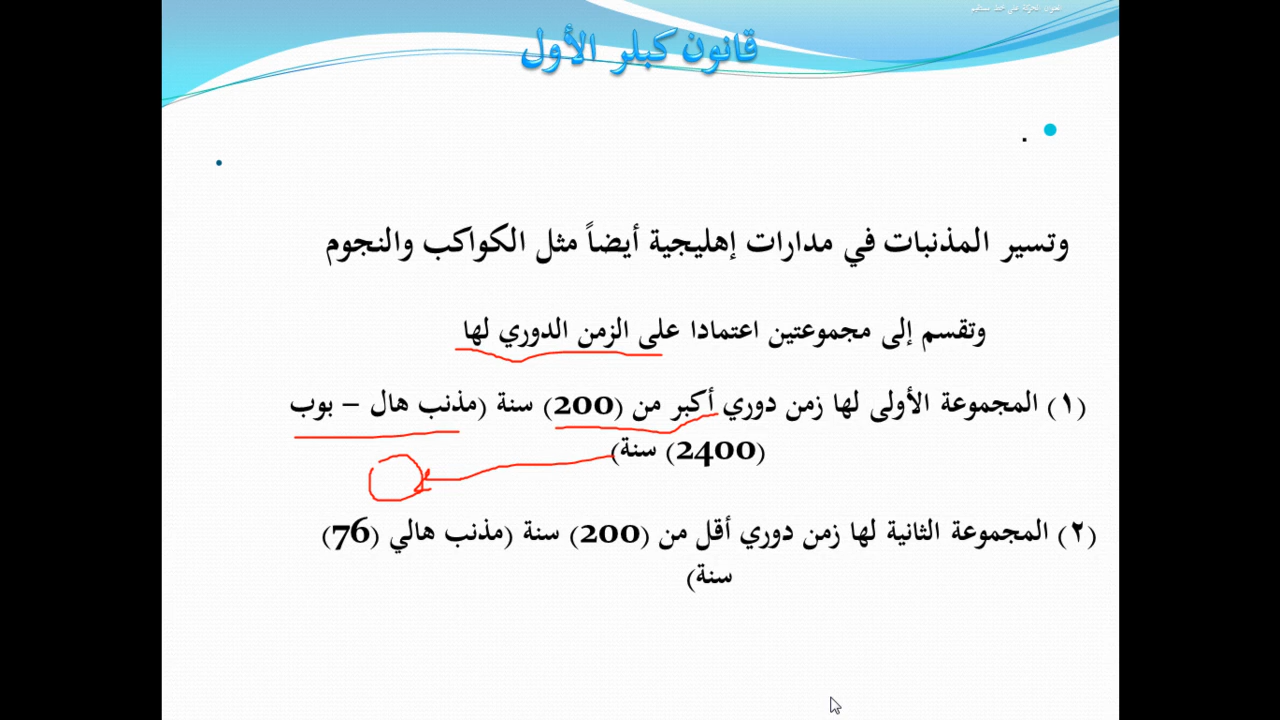 قانون كبلر الأول
.
وتسير المذنبات في مدارات إهليجية أيضاً مثل الكواكب والنجوم
وتقسم إلى مجموعتين اعتمادا على الزمن الدوري لها
(١) المجموعة الأولى لها زمن دوري أكبر من (200) سنة (مذنب هال – بوب
(2400) سنة)
(٢) المجموعة الثانية لها زمن دوري أقل من (200) سنة (مذنب هالي (76)
سنة)